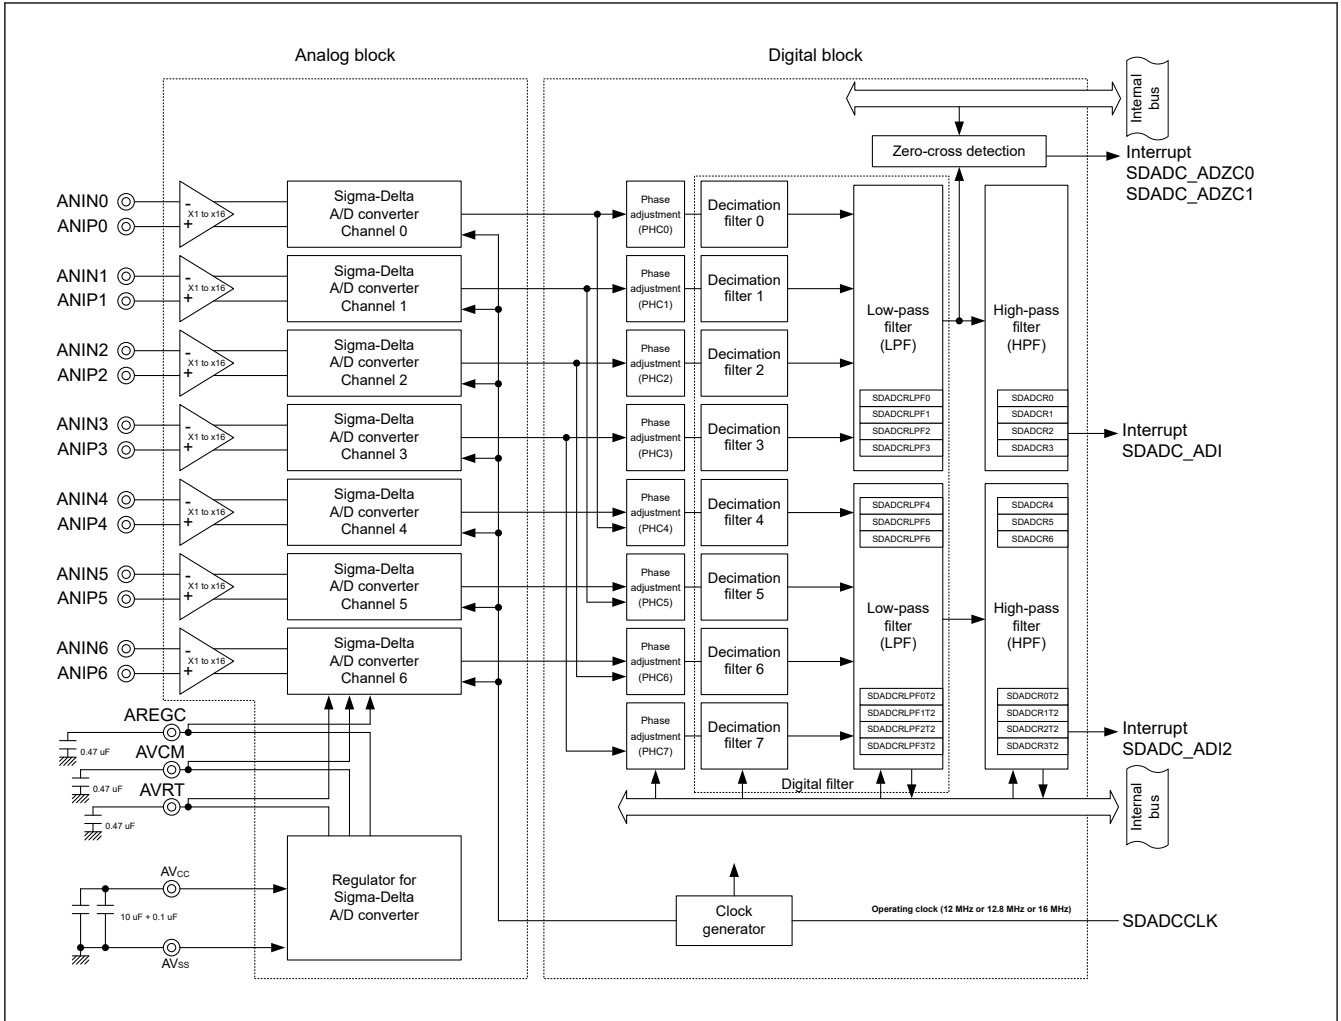 Analog block
Digital block
Internal
bus
Zero-cross detection
Interrupt
SDADC_ADZC0
SDADC_ADZC1
ANIN0
ANIP0
-
+
X1 to x16
Sigma-Delta
A/D converter
Channel 0
Phase
adjustment
(PHC0)
Decimation
filter 0
ANIN1
ANIP1
-
+
X1 to x16
Sigma-Delta
A/D converter
Channel 1
Phase
adjustment
(PHC1)
Decimation
filter 1
Low-pass
filter
(LPF)
High-pass
filter
(HPF)
ANIN2
ANIP2
-
+
X1 to x16
Sigma-Delta
A/D converter
Channel 2
Phase
adjustment
(PHC2)
Decimation
filter 2
SDADCRLPF0
SDADCRLPF1
SDADCRLPF2
SDADCRLPF3
SDADCR0
SDADCR1
SDADCR2
SDADCR3
Interrupt
SDADC_ADI
ANIN3
ANIP3
-
+
X1 to x16
Sigma-Delta
A/D converter
Channel 3
Phase
adjustment
(PHC3)
Decimation
filter 3
ANIN4
ANIP4
-
+
X1 to x16
Sigma-Delta
A/D converter
Channel 4
Phase
adjustment
(PHC4)
Decimation
filter 4
SDADCRLPF4
SDADCRLPF5
SDADCRLPF6
SDADCR4
SDADCR5
SDADCR6
ANIN5
ANIP5
-
+
X1 to x16
Sigma-Delta
A/D converter
Channel 5
Phase
adjustment
(PHC5)
Decimation
filter 5
Low-pass
filter
(LPF)
High-pass
filter
(HPF)
ANIN6
ANIP6
-
+
X1 to x16
Sigma-Delta
A/D converter
Channel 6
Phase
adjustment
(PHC6)
Decimation
filter 6
SDADCRLPF0T2
SDADCRLPF1T2
SDADCRLPF2T2
SDADCRLPF3T2
SDADCR0T2
SDADCR1T2
SDADCR2T2
SDADCR3T2
Interrupt
SDADC_ADI2
Phase
adjustment
(PHC7)
Decimation
filter 7
Digital filter
Internal
bus
AREGC
0.47 uF
AVCM
0.47 uF
AVRT
0.47 uF
AVCC
10 uF + 0.1 uF
AVSS
Regulator for
Sigma-Delta
A/D converter
Clock
generator
Operating clock (12 MHz or 12.8 MHz or 16 MHz)
SDADCCLK